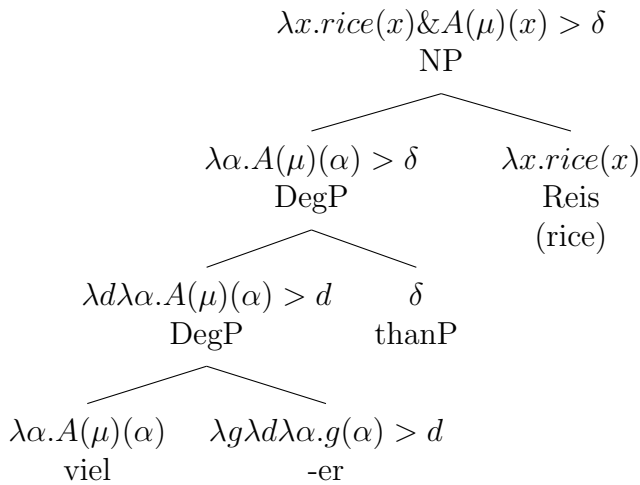 λx.rice(x)&A(μ)(x) > δ
NP
λα.A(μ)(α) > δ λx.rice(x)
DegP Reis
(rice)
λdλα.A(μ)(α) > d δ
DegP thanP
λα.A(μ)(α) λgλdλα.g(α) > d
viel -er